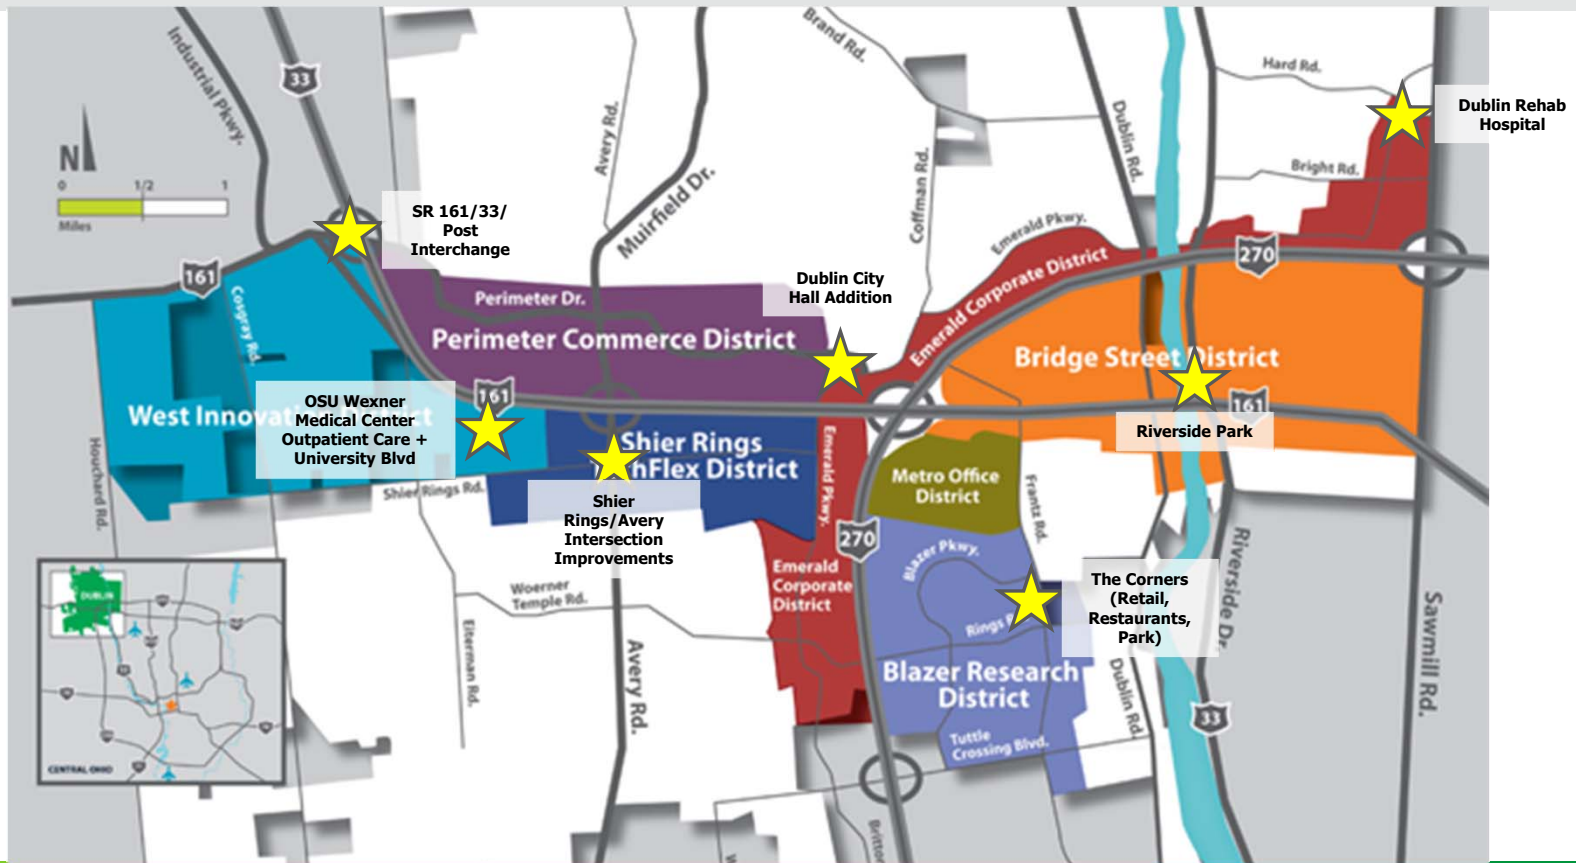 Brand Rd.
Industrial Pkwy.
33
Hard Rd.
Dublin Rehab
Hospital
Avery Rd.
Dublin Rd.
N
0 1/2 1
Miles
Bright Rd.
Coffman Rd.
Muirfield Dr.
SR 161/33/
Post
Interchange
Emerald Pkwy.
270
161
Dublin City
Hall Addition
Emerald Corporate District
Cosgray Rd.
Perimeter Dr.
Perimeter Commerce District
Bridge Street District
161
161
OSU Wexner
Medical Center
Outpatient Care +
University Blvd
West Innova
t
Riverside Park
Shier Rings
hFlex District
Emerald Pkwy.
Metro Office
District
Houchard Rd.
Shier Rings Rd.
Frantz Rd.
Shier
Rings/Avery
Intersection
Improvements
270
Blazer Pkwy.
Riverside Dr.
Emerald
Corporate
District
The Corners
(Retail,
Restaurants,
Park)
Woerner
Temple Rd.
DUBLIN
Rings
Sawmill Rd.
Eiterman Rd.
Avery Rd.
Blazer Research
District
Dublin Rd.
33
Tuttle
Crossing Blvd.
CENTRAL OHIO